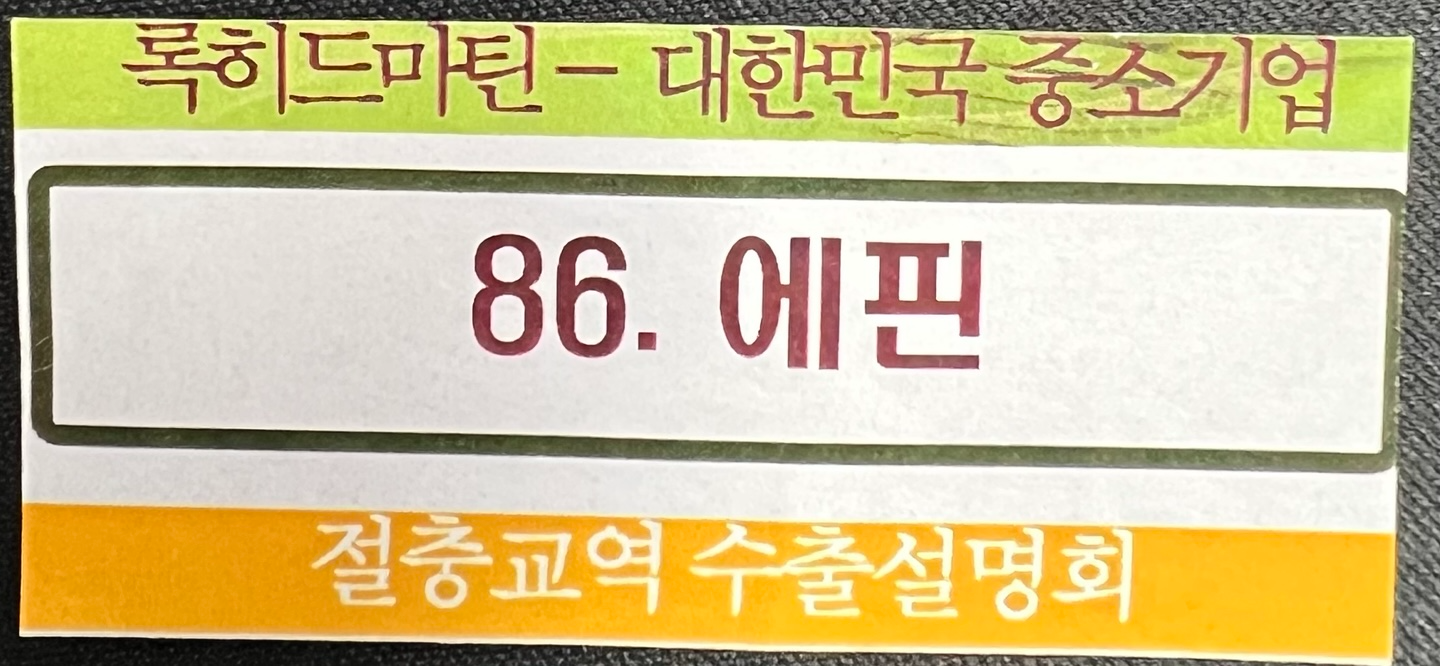 록히드마틴 – 대한민국 중소기업
86. 에핀
절충교역 수출설명회